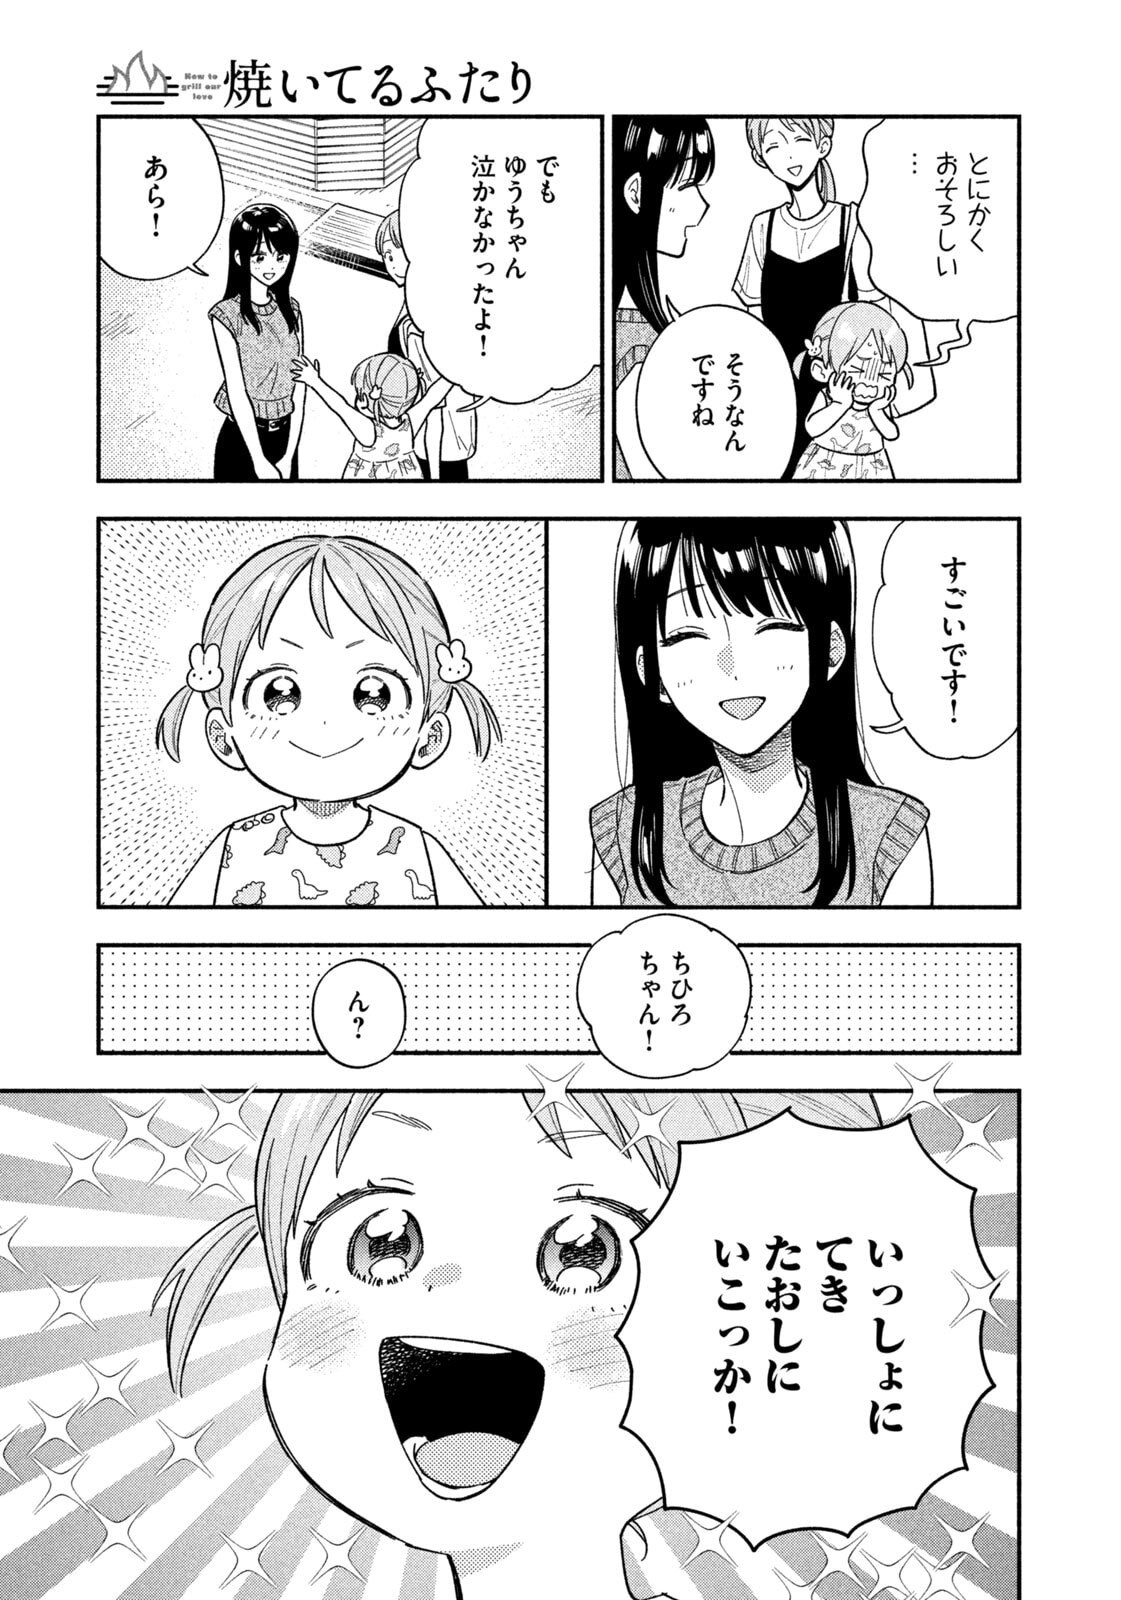 How to
grill our
love
焼いてるふたり
とにかく
おそろしい
…
そうなん
ですね
でも
ゆうちゃん
泣かなかったよ！
あら！
すごいです！
ちひろ
ちゃん！
ん？
いっしょに
てき
たおしに
いこっか！